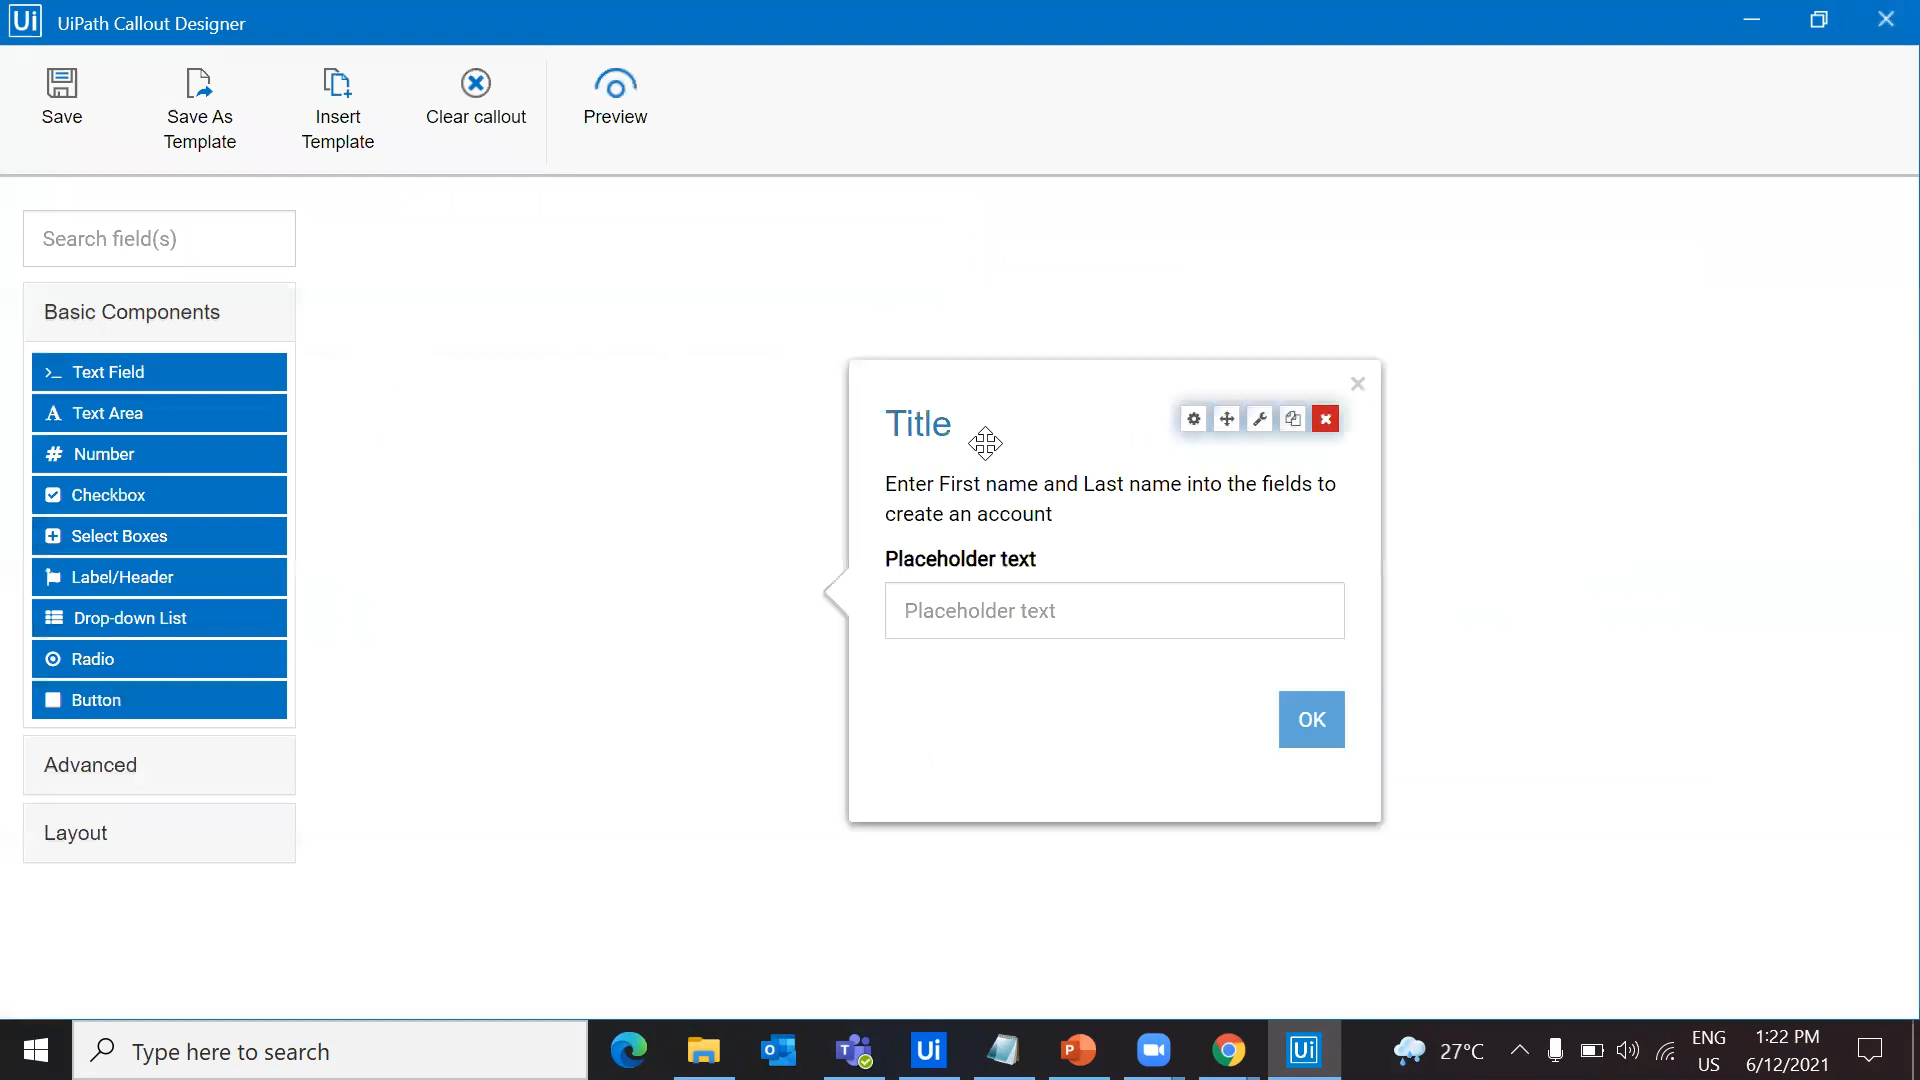 Ui UiPath Callout Designer
Save
Save As
Template
Insert
Template
Clear callout
Preview
Search field(s)
Basic Components
>_ Text Field
A Text Area
# Number
Checkbox
Select Boxes
Label/Header
Drop-down List
Radio
Button
Advanced
Layout
Title
Enter First name and Last name into the fields to
create an account
Placeholder text
Placeholder text
OK
Type here to search
Ui
Ui
27°C
ENG
US
1:22 PM
6/12/2021